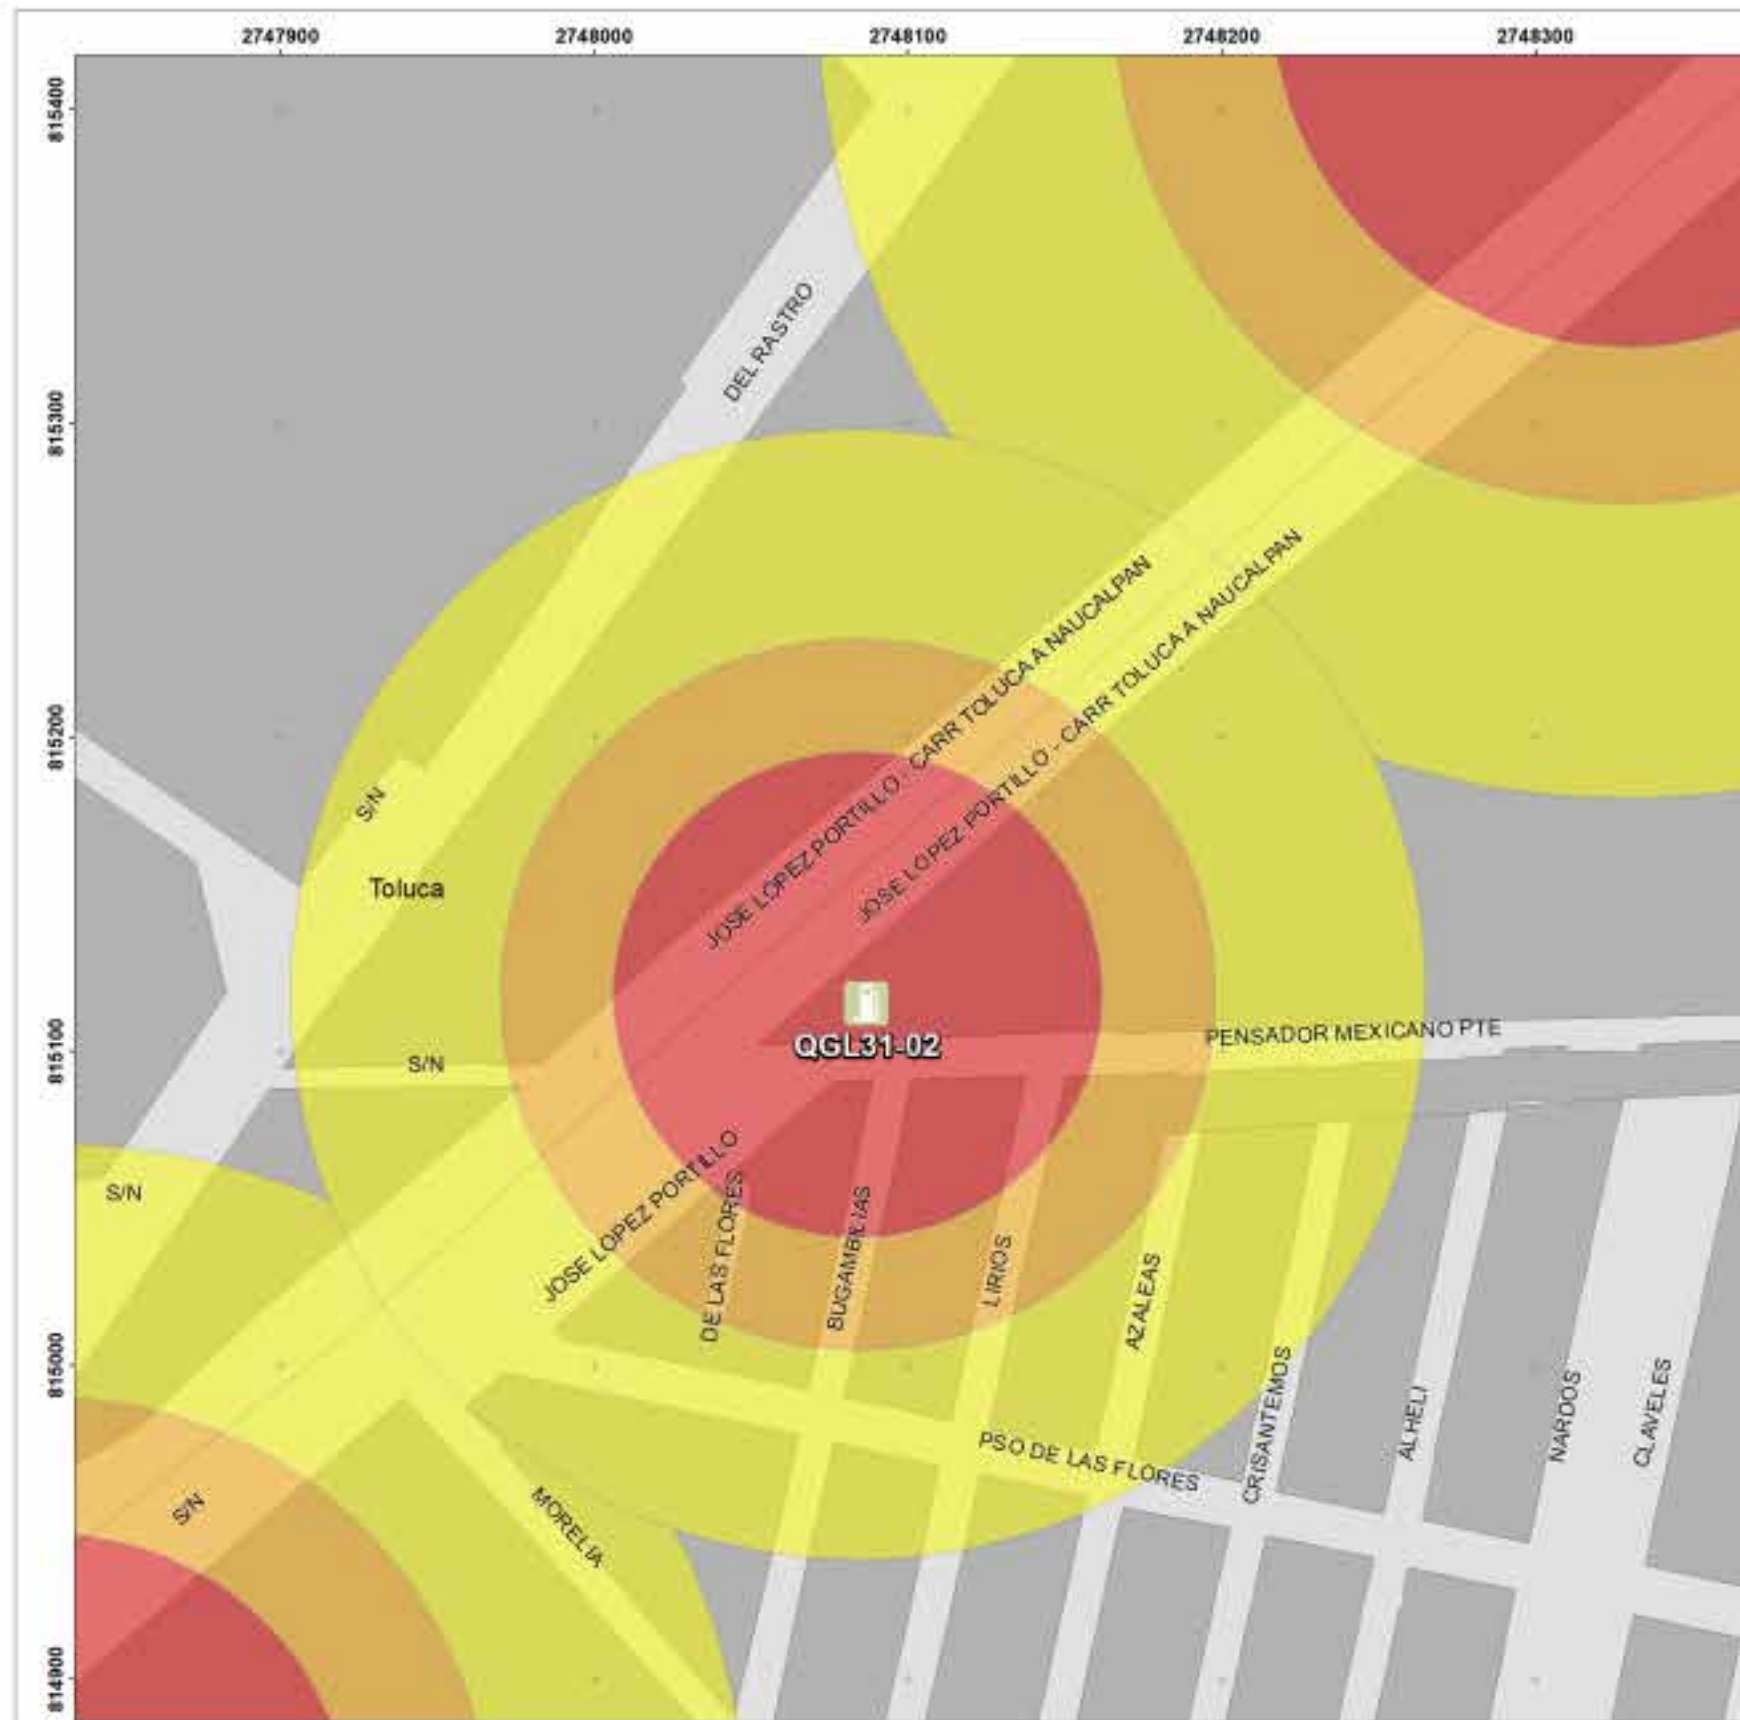 2747900
2748000
2748100
2748200
2748300
815400
815300
815200
815100
815000
814900
DEL RASTRO
JOSE LOPEZ PORTILLO - CARR TOLUCA A NAUCALPAN
JOSE LOPEZ PORTILLO - CARR TOLUCA A NAUCALPAN
S/N
Toluca
QGL31-02
PENSADOR MEXICANO PTE
S/N
JOSE LOPEZ PORTILLO
S/N
DE LAS FLORES
BUGAMBILIAS
LIRIOS
AZALEAS
CRISANTEMOS
ALHELI
NARDOS
CLAVELES
PSO DE LAS FLORES
S/N
MORELIA